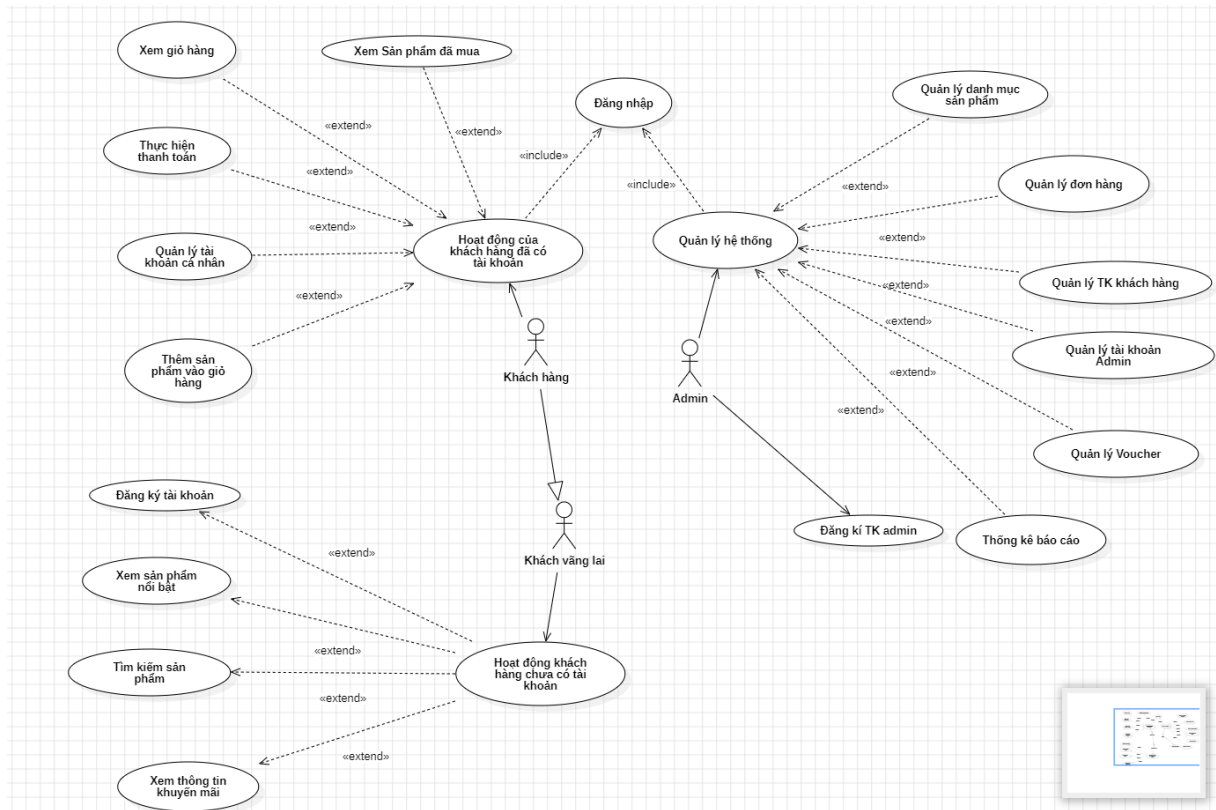 Xem giỏ hàng
Xem Sản phẩm đã mua
Đăng nhập
Quản lý danh mục
sản phẩm
«extend»
«extend»
«extend»
Thực hiện
thanh toán
«include»
«extend»
«include»
«extend»
Quản lý đơn hàng
Quản lý tài
khoản cá nhân
«extend»
Hoạt động của
khách hàng đã có
tài khoản
Quản lý hệ thống
«extend»
Quản lý TK khách hàng
«extend»
«extend»
«extend»
Thêm sản
phẩm vào giỏ
hàng
Khách hàng
Admin
Quản lý tài khoản
Admin
«extend»
«extend»
Quản lý Voucher
Đăng ký tài khoản
Đăng kí TK admin
Thống kê báo cáo
«extend»
Khách vãng lai
Xem sản phẩm
nổi bật
«extend»
Tìm kiếm sản
phẩm
Hoạt động khách
hàng chưa có tài
khoản
«extend»
«extend»
Xem thông tin
khuyến mãi